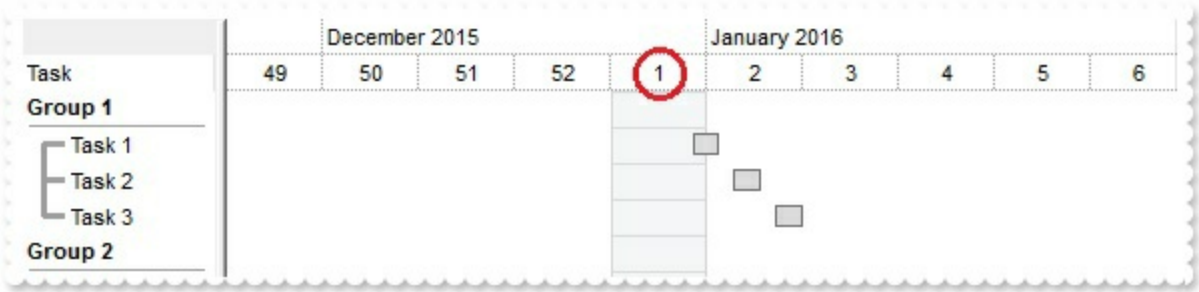 December 2015 January 2016
Task 49 50 51 52 1 2 3 4 5 6
Group 1
Task 1
Task 2
Task 3
Group 2